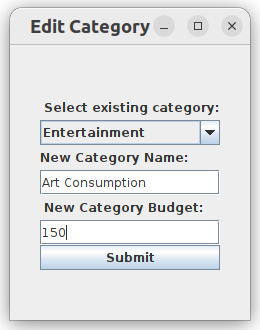 Edit Category
Select existing category:
Entertainment
New Category Name:
Art Consumption
New Category Budget:
150
Submit